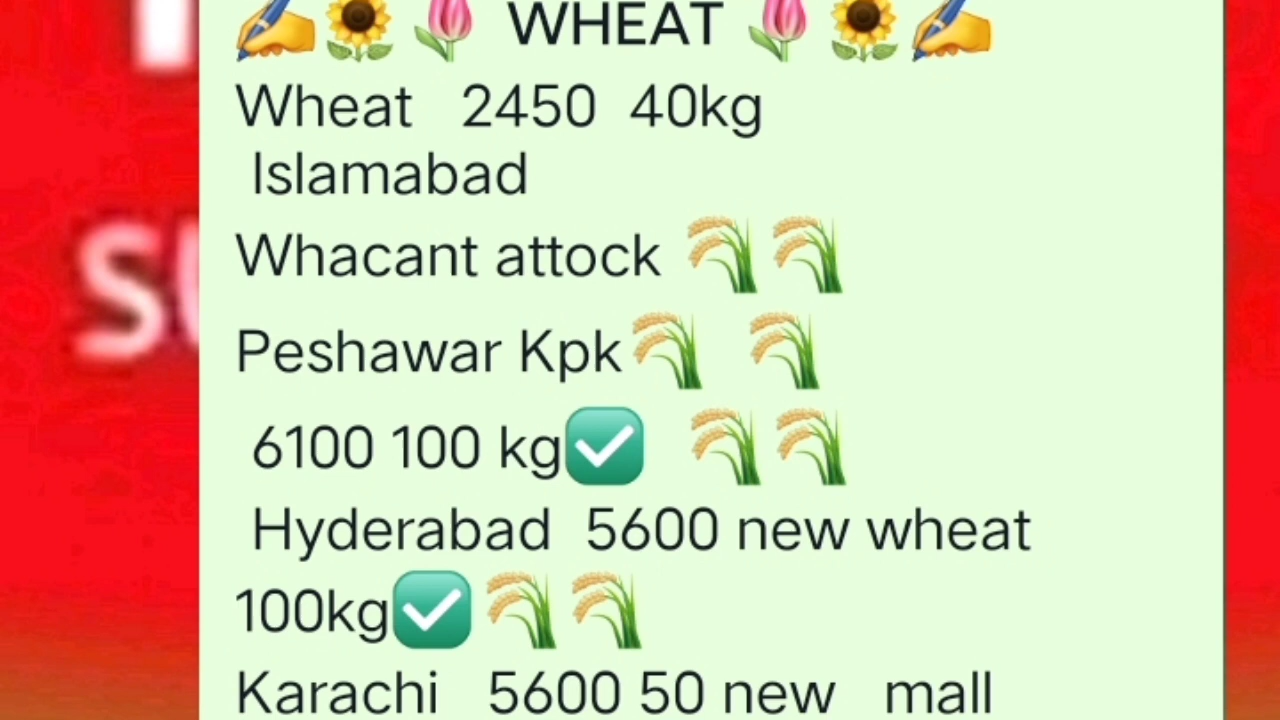 ✍️🌻🌷 WHEAT 🌷🌻✍️
Wheat 2450 40kg
Islamabad
Whacant attock 🌾🌾
Peshawar Kpk🌾 🌾
6100 100 kg✅ 🌾🌾
Hyderabad 5600 new wheat
100kg✅🌾🌾
Karachi 5600 50 new mall